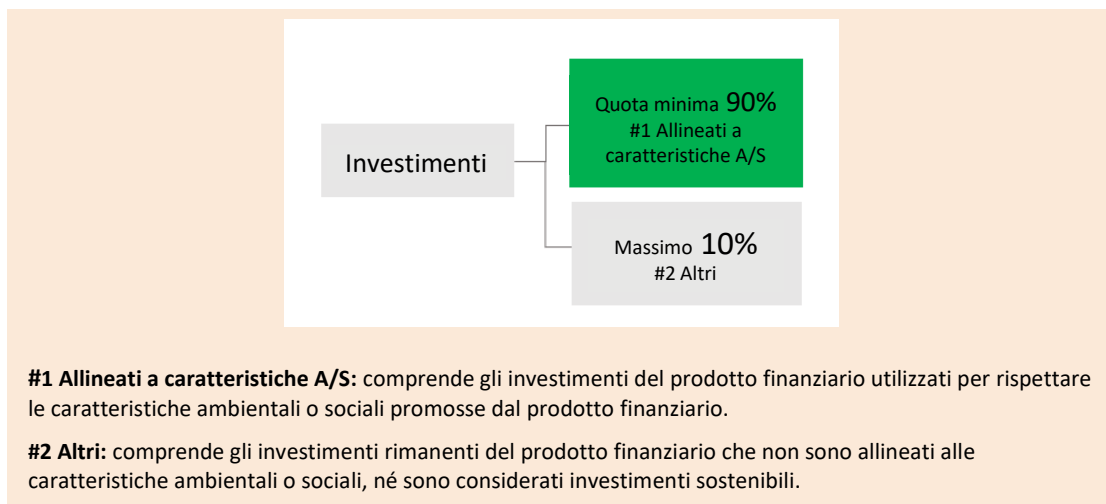 Quota minima 90%
#1 Allineati a
caratteristiche A/S
Investimenti
Massimo 10%
#2 Altri
#1 Allineati a caratteristiche A/S: comprende gli investimenti del prodotto finanziario utilizzati per rispettare
le caratteristiche ambientali o sociali promosse dal prodotto finanziario.
#2 Altri: comprende gli investimenti rimanenti del prodotto finanziario che non sono allineati alle
caratteristiche ambientali o sociali, né sono considerati investimenti sostenibili.